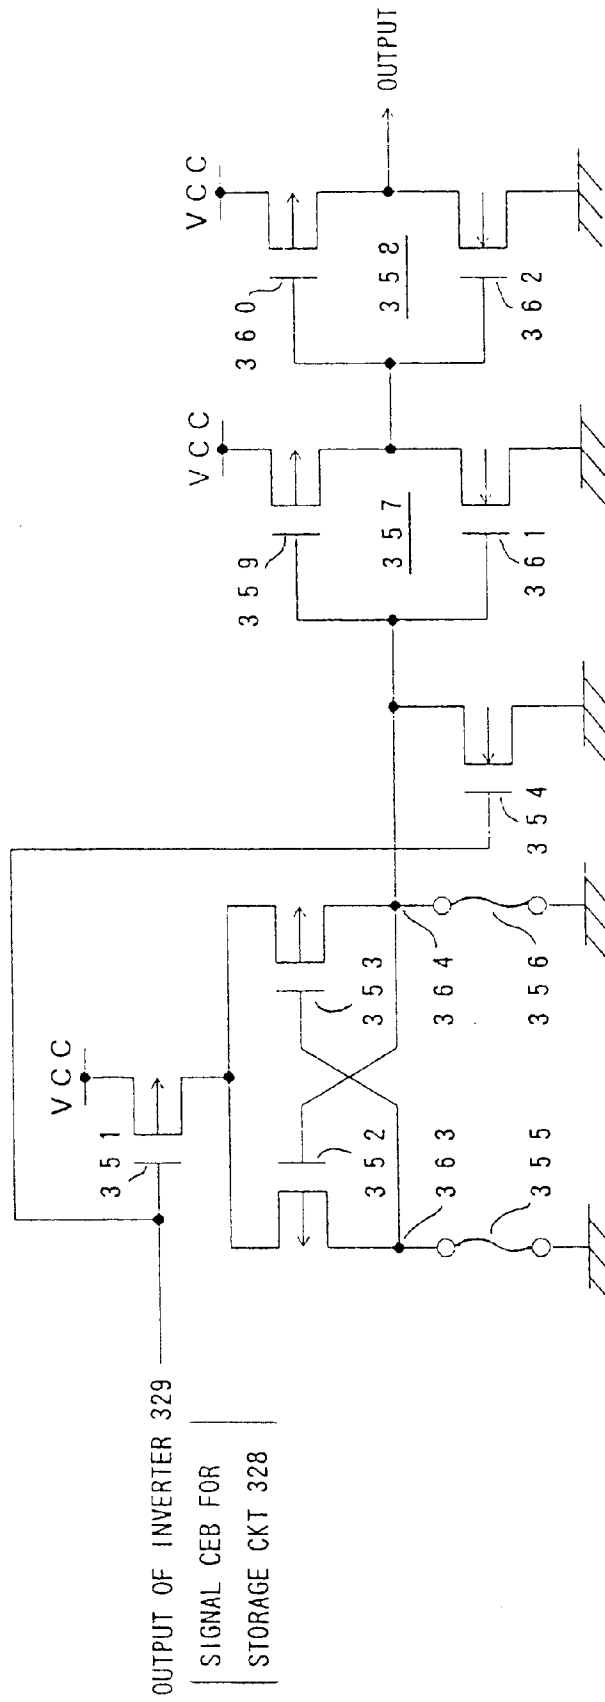 OUTPUT OF INVERTER 329
SIGNAL CEB FOR
STORAGE CKT 328
VCC
351
352
353
363
364
355
356
354
VCC
359
357
361
VCC
360
358
362
OUTPUT